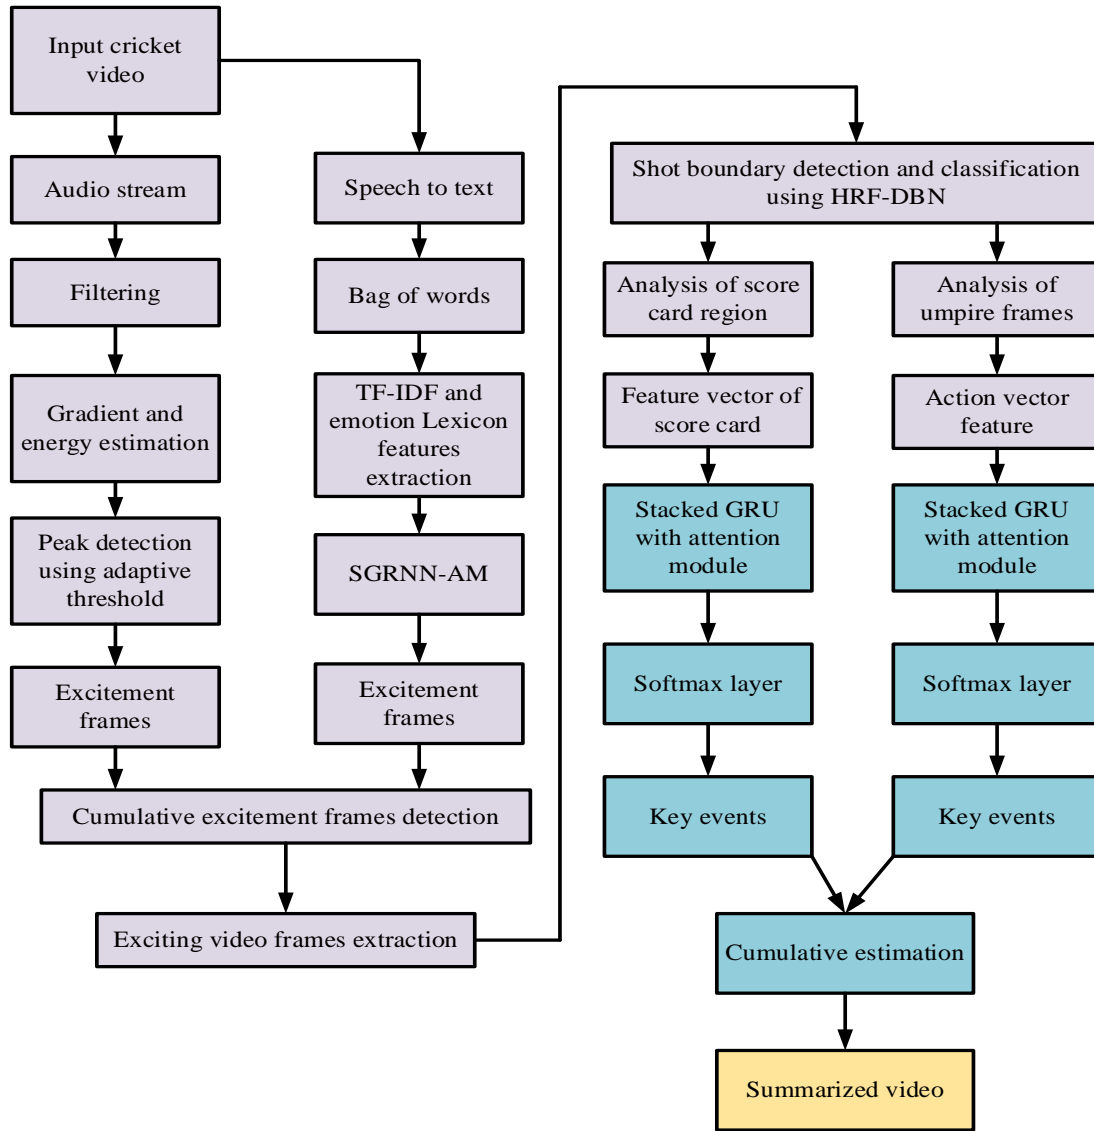 Input cricket
video
Audio stream
Filtering
Gradient and
energy estimation
Peak detection
using adaptive
threshold
Excitement
frames
Speech to text
Bag of words
TF-IDF and
emotion Lexicon
features
extraction
SGRNN-AM
Excitement
frames
Cumulative excitement frames detection
Exciting video frames extraction
Shot boundary detection and classification
using HRF-DBN
Analysis of score
card region
Feature vector of
score card
Stacked GRU
with attention
module
Softmax layer
Key events
Analysis of
umpire frames
Action vector
feature
Stacked GRU
with attention
module
Softmax layer
Key events
Cumulative estimation
Summarized video